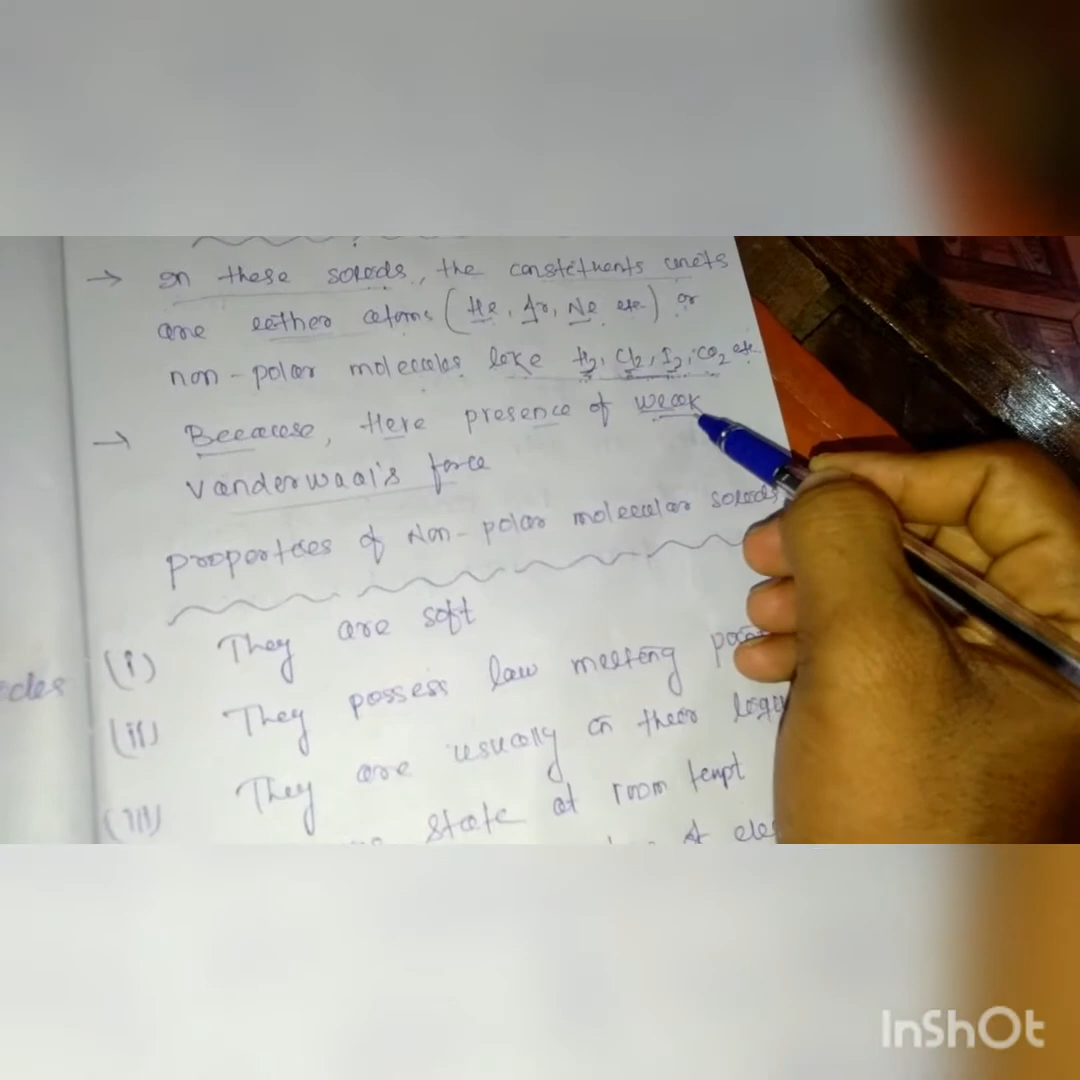 → In these solids, the constituents units
are either atoms (He, Ar, Ne etc) or
non-polar molecules like H2, Cl2, I2, CO2 etc
→ Because, Here presence of weak
vanderwaal's force
properties of Non-polar molecular solids
(i) They are soft
(ii) They possess law melting
(iii) They are usually in their
state at room tempt
InShOt